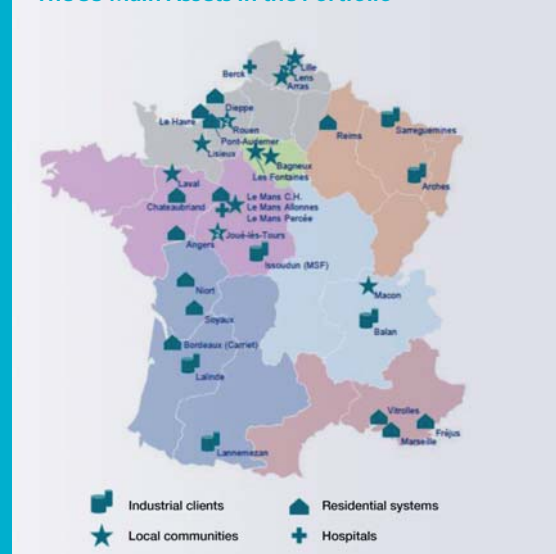 Berck
Lille
Lens
Arras
Dieppe
Le Havre
Rouen
Pont-Audemer
Reims
Sarreguemines
Lisieux
Bagneux
Les Fontaines
Arches
Laval
Chateaubriand
Le Mans C.H.
Le Mans Allonnes
Le Mans Percée
Angers
Joué-lès-Tours
Issoudun (MSF)
Niort
Macon
Soyaux
Balan
Bordeaux (Carriet)
Lalinde
Vitrolles
Fréjus
Marseille
Lannemezan
Industrial clients
Residential systems
Local communities
Hospitals